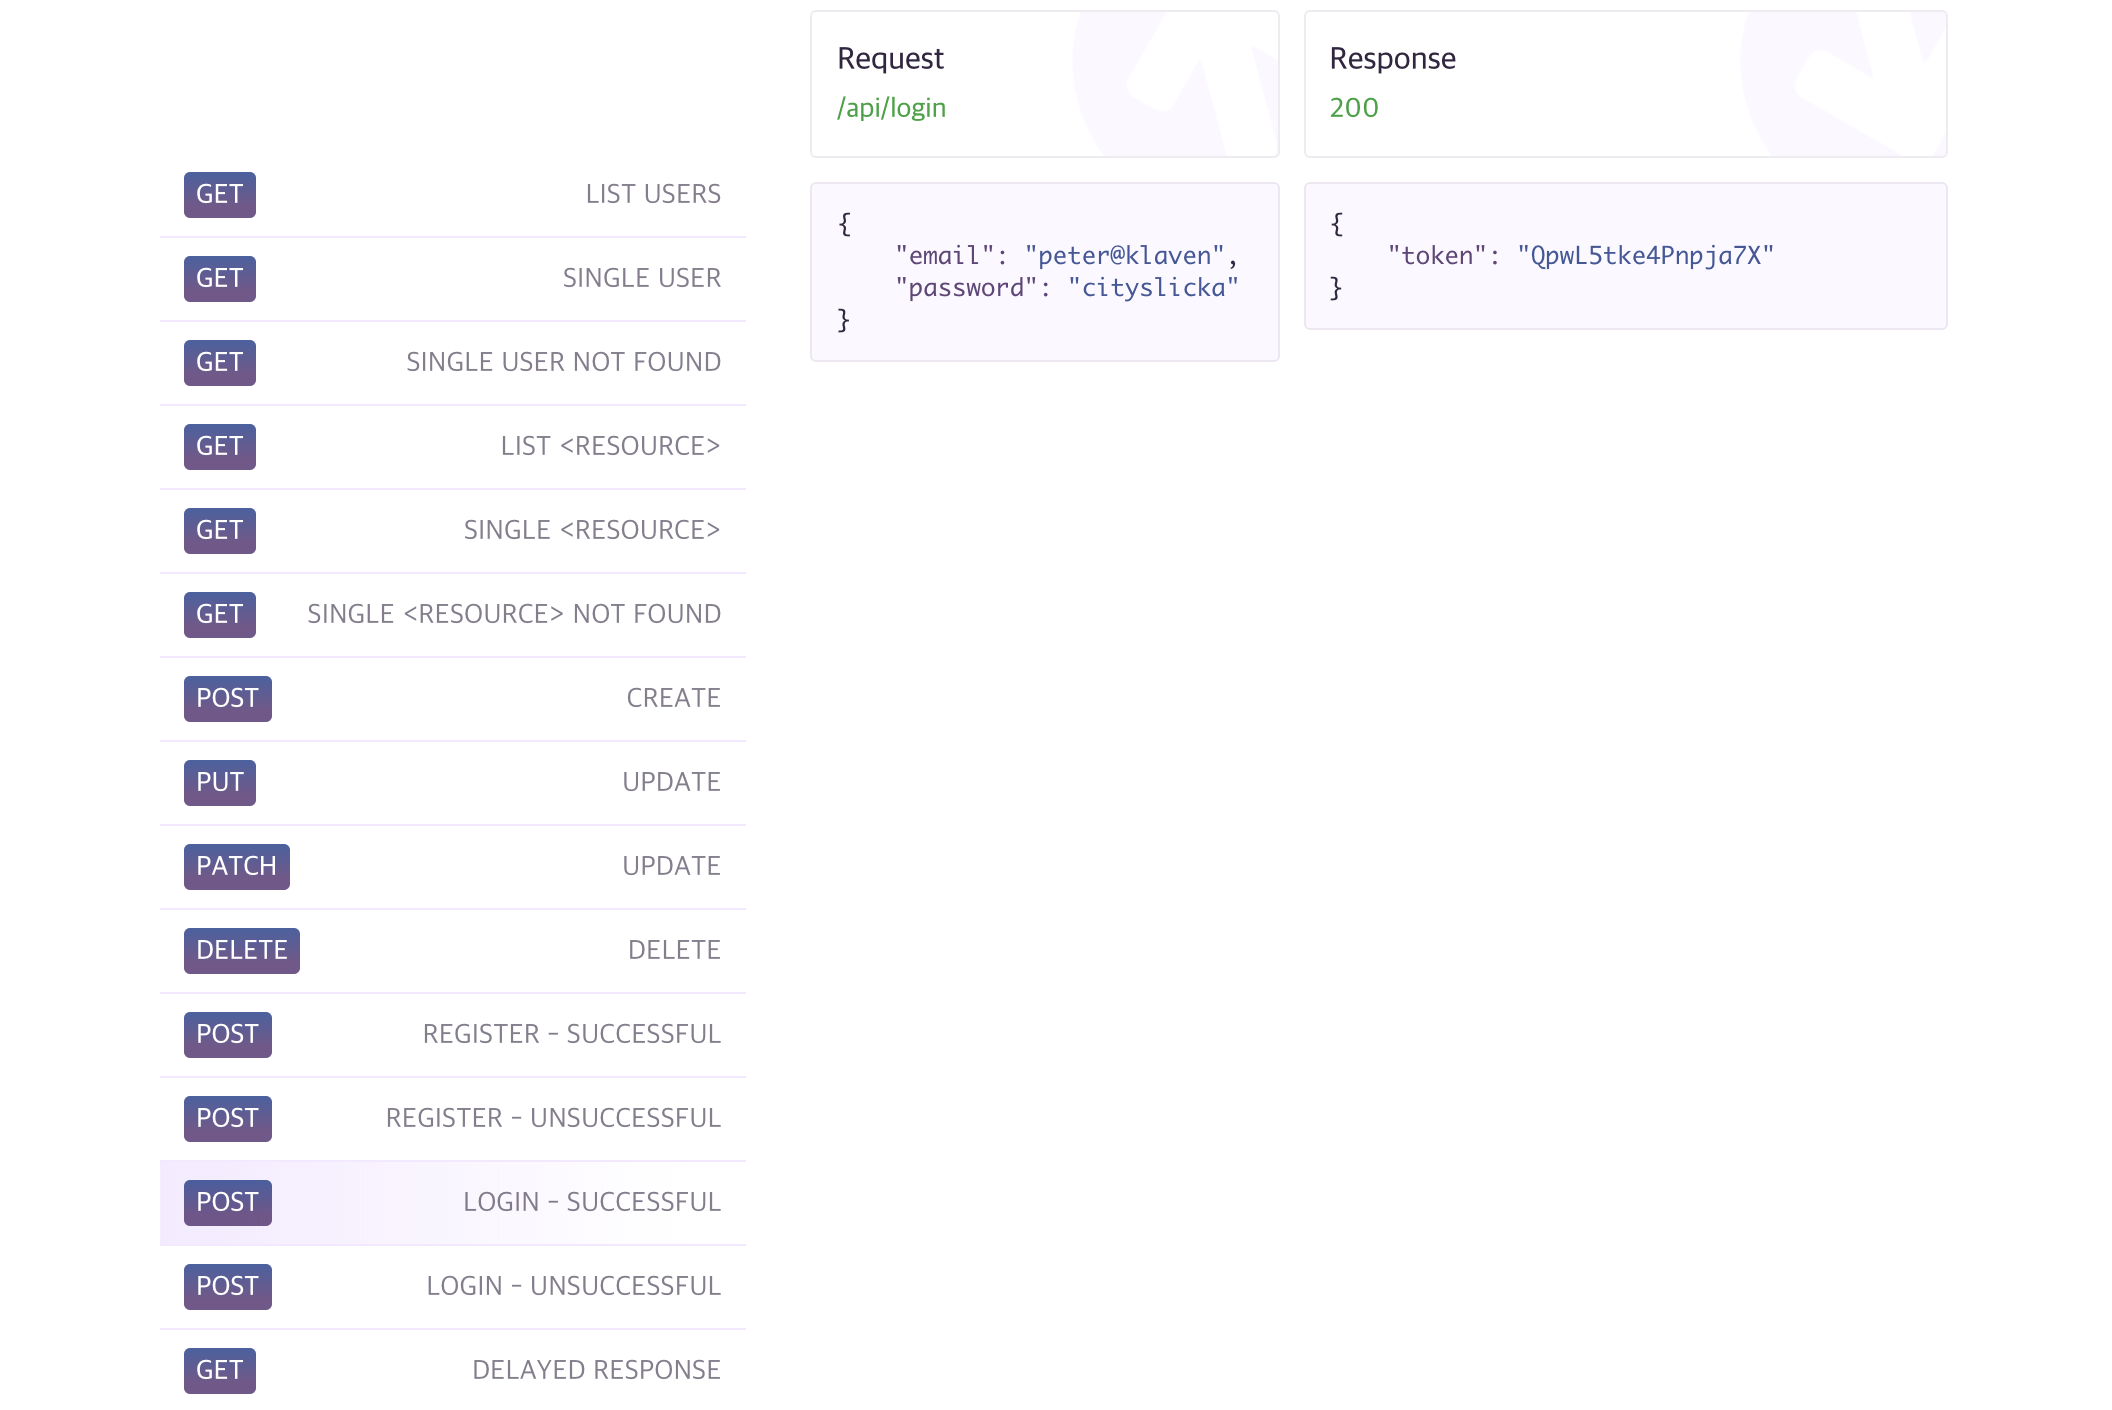 GET LIST USERS
GET SINGLE USER
GET SINGLE USER NOT FOUND
GET LIST <RESOURCE>
GET SINGLE <RESOURCE>
GET SINGLE <RESOURCE> NOT FOUND
POST CREATE
PUT UPDATE
PATCH UPDATE
DELETE DELETE
POST REGISTER - SUCCESSFUL
POST REGISTER - UNSUCCESSFUL
POST LOGIN - SUCCESSFUL
POST LOGIN - UNSUCCESSFUL
GET DELAYED RESPONSE
Request
/api/login
{
    "email": "peter@klaven",
    "password": "cityslicka"
}
Response
200
{
    "token": "QpwL5tke4Pnpja7X"
}